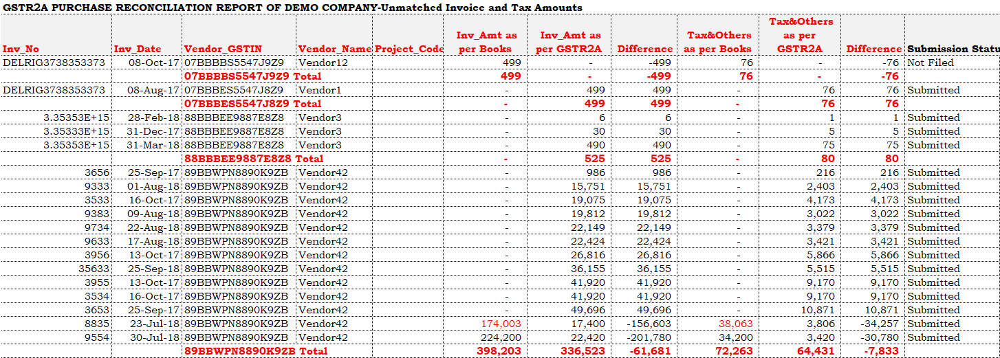 GSTR2A PURCHASE RECONCILIATION REPORT OF DEMO COMPANY-Unmatched Invoice and Tax Amounts
Inv_No Inv_Date Vendor_GSTIN Vendor_Name Project_Code Inv_Amt as per Books Inv_Amt as per GSTR2A Difference Tax&Others as per Books Tax&Others as per GSTR2A Difference Submission Statu
DELRIG3738353373 08-Oct-17 07BBBBS5547J9Z9 Vendor12 499 - -499 76 - -76 Not Filed
07BBBBS5547J9Z9 Total 499 - -499 76 - -76
DELRIG3738353373 08-Aug-17 07BBBES5547J8Z9 Vendor1 - 499 499 - 76 76 Submitted
07BBBES5547J8Z9 Total - 499 499 - 76 76
3.35353E+15 28-Feb-18 88BBBEE9887E8Z8 Vendor3 - 6 6 - 1 1 Submitted
3.35333E+15 31-Dec-17 88BBBEE9887E8Z8 Vendor3 - 30 30 - 5 5 Submitted
3.35353E+15 31-Mar-18 88BBBEE9887E8Z8 Vendor3 - 490 490 - 75 75 Submitted
88BBBEE9887E8Z8 Total - 525 525 - 80 80
3656 25-Sep-17 89BBWPN8890K9ZB Vendor42 - 986 986 - 216 216 Submitted
9333 01-Aug-18 89BBWPN8890K9ZB Vendor42 - 15,751 15,751 - 2,403 2,403 Submitted
3533 16-Oct-17 89BBWPN8890K9ZB Vendor42 - 19,075 19,075 - 4,173 4,173 Submitted
9383 09-Aug-18 89BBWPN8890K9ZB Vendor42 - 19,812 19,812 - 3,022 3,022 Submitted
9734 22-Aug-18 89BBWPN8890K9ZB Vendor42 - 22,149 22,149 - 3,379 3,379 Submitted
9633 17-Aug-18 89BBWPN8890K9ZB Vendor42 - 22,424 22,424 - 3,421 3,421 Submitted
3956 13-Oct-17 89BBWPN8890K9ZB Vendor42 - 26,816 26,816 - 5,866 5,866 Submitted
35633 25-Sep-18 89BBWPN8890K9ZB Vendor42 - 36,155 36,155 - 5,515 5,515 Submitted
3955 13-Oct-17 89BBWPN8890K9ZB Vendor42 - 41,920 41,920 - 9,170 9,170 Submitted
3534 16-Oct-17 89BBWPN8890K9ZB Vendor42 - 41,920 41,920 - 9,170 9,170 Submitted
3653 25-Sep-17 89BBWPN8890K9ZB Vendor42 - 49,696 49,696 - 10,871 10,871 Submitted
8835 23-Jul-18 89BBWPN8890K9ZB Vendor42 174,003 17,400 -156,603 38,063 3,806 -34,257 Submitted
9554 30-Jul-18 89BBWPN8890K9ZB Vendor42 224,200 22,420 -201,780 34,200 3,420 -30,780 Submitted
89BBWPN8890K9ZB Total 398,203 336,523 -61,681 72,263 64,431 -7,833